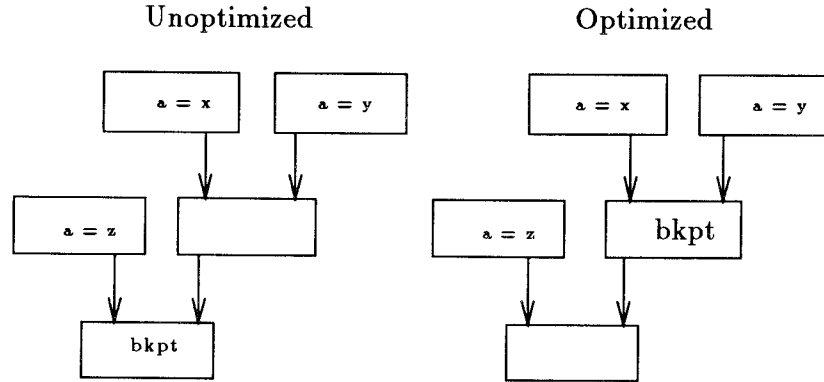 Unoptimized
Optimized
a = x
a = y
a = x
a = y
a = z
a = z
bkpt
bkpt